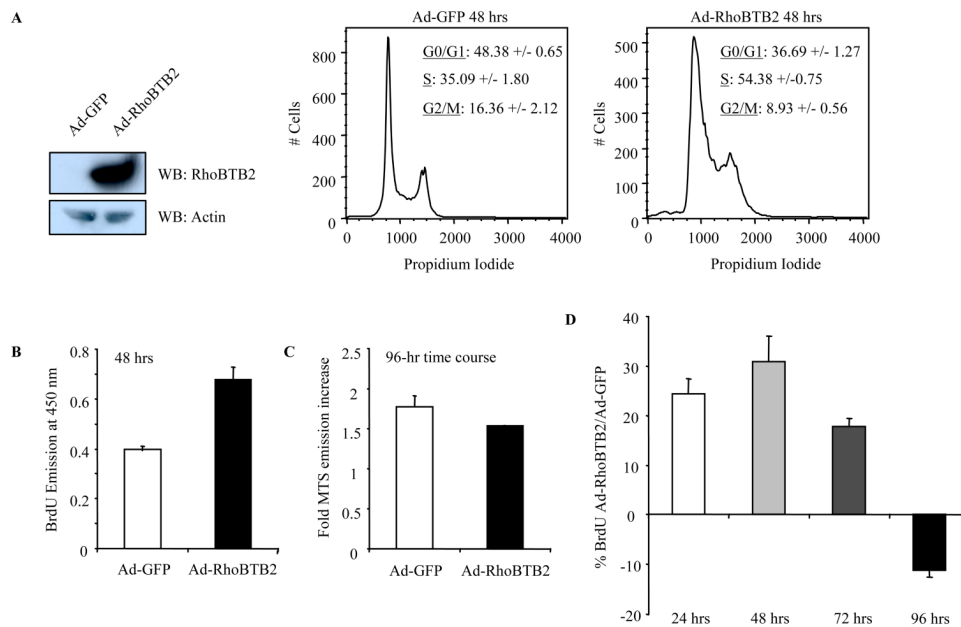 A
Ad-GFP
Ad-RhoBTB2
WB: RhoBTB2
WB: Actin
Ad-GFP 48 hrs
G0/G1: 48.38 +/- 0.65
S: 35.09 +/- 1.80
G2/M: 16.36 +/- 2.12
# Cells
800
600
400
200
0
0 1000 2000 3000 4000
Propidium Iodide
Ad-RhoBTB2 48 hrs
G0/G1: 36.69 +/- 1.27
S: 54.38 +/-0.75
G2/M: 8.93 +/- 0.56
# Cells
500
400
300
200
100
0
0 1000 2000 3000 4000
Propidium Iodide
B
48 hrs
BrdU Emission at 450 nm
0.8
0.6
0.4
0.2
0
Ad-GFP Ad-RhoBTB2
C
96-hr time course
Fold MTS emission increase
2.5
2
1.5
1
0.5
0
Ad-GFP Ad-RhoBTB2
D
% BrdU Ad-RhoBTB2/Ad-GFP
40
30
20
10
0
-10
-20
24 hrs 48 hrs 72 hrs 96 hrs